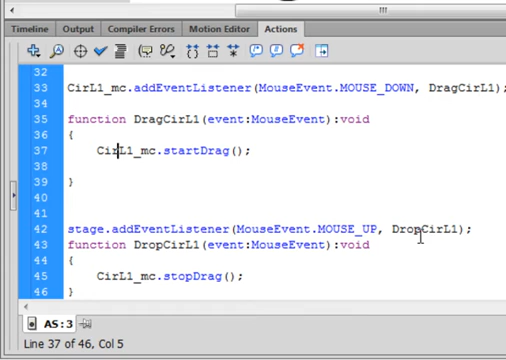 Timeline Output Compiler Errors Motion Editor Actions
32
33 CirL1_mc.addEventListener(MouseEvent.MOUSE_DOWN, DragCirL1);
34
35 function DragCirL1(event:MouseEvent):void
36 {
37 CirL1_mc.startDrag();
38
39 }
40
41
42 stage.addEventListener(MouseEvent.MOUSE_UP, DropCirL1);
43 function DropCirL1(event:MouseEvent):void
44 {
45 CirL1_mc.stopDrag();
46 }
AS:3
Line 37 of 46, Col 5